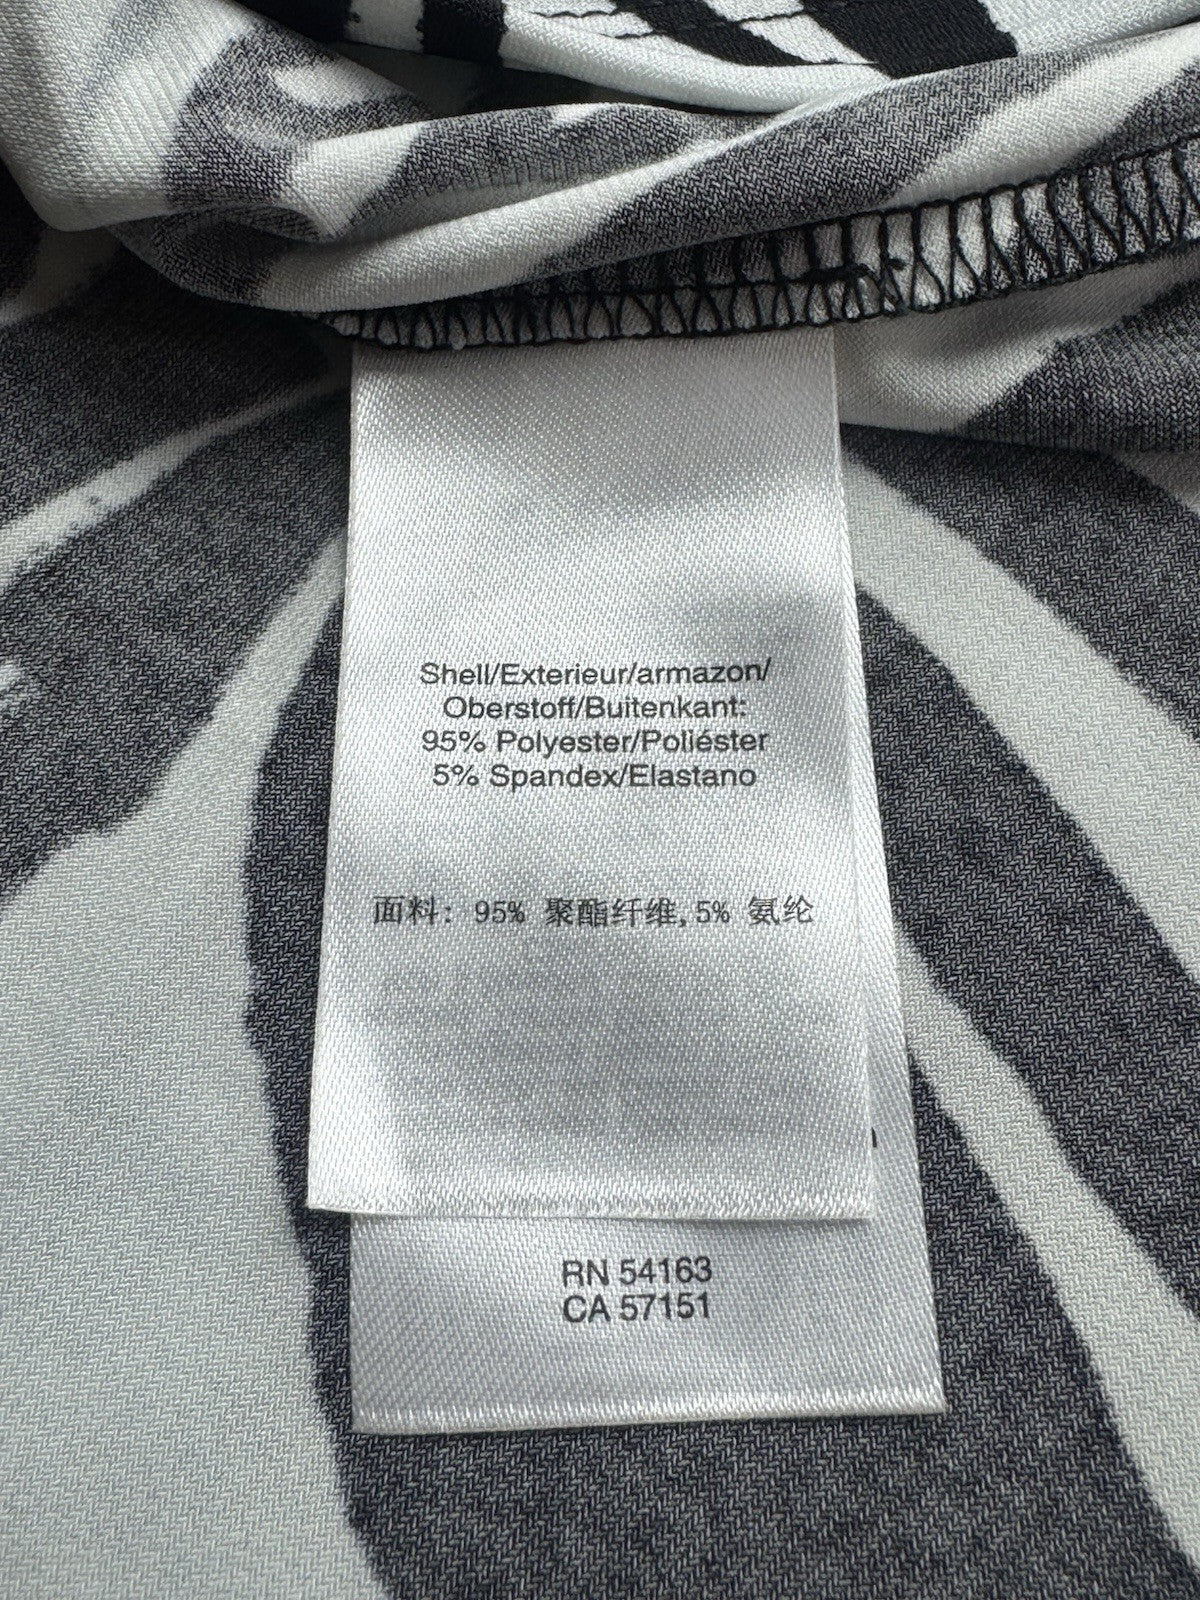 Shell/Exterieur/armazon/
Oberstoff/Buitenkant:
95% Polyester/Poliéster
5% Spandex/Elastano
面料: 95% 聚酯纤维,5% 氨纶
RN 54163
CA 57151